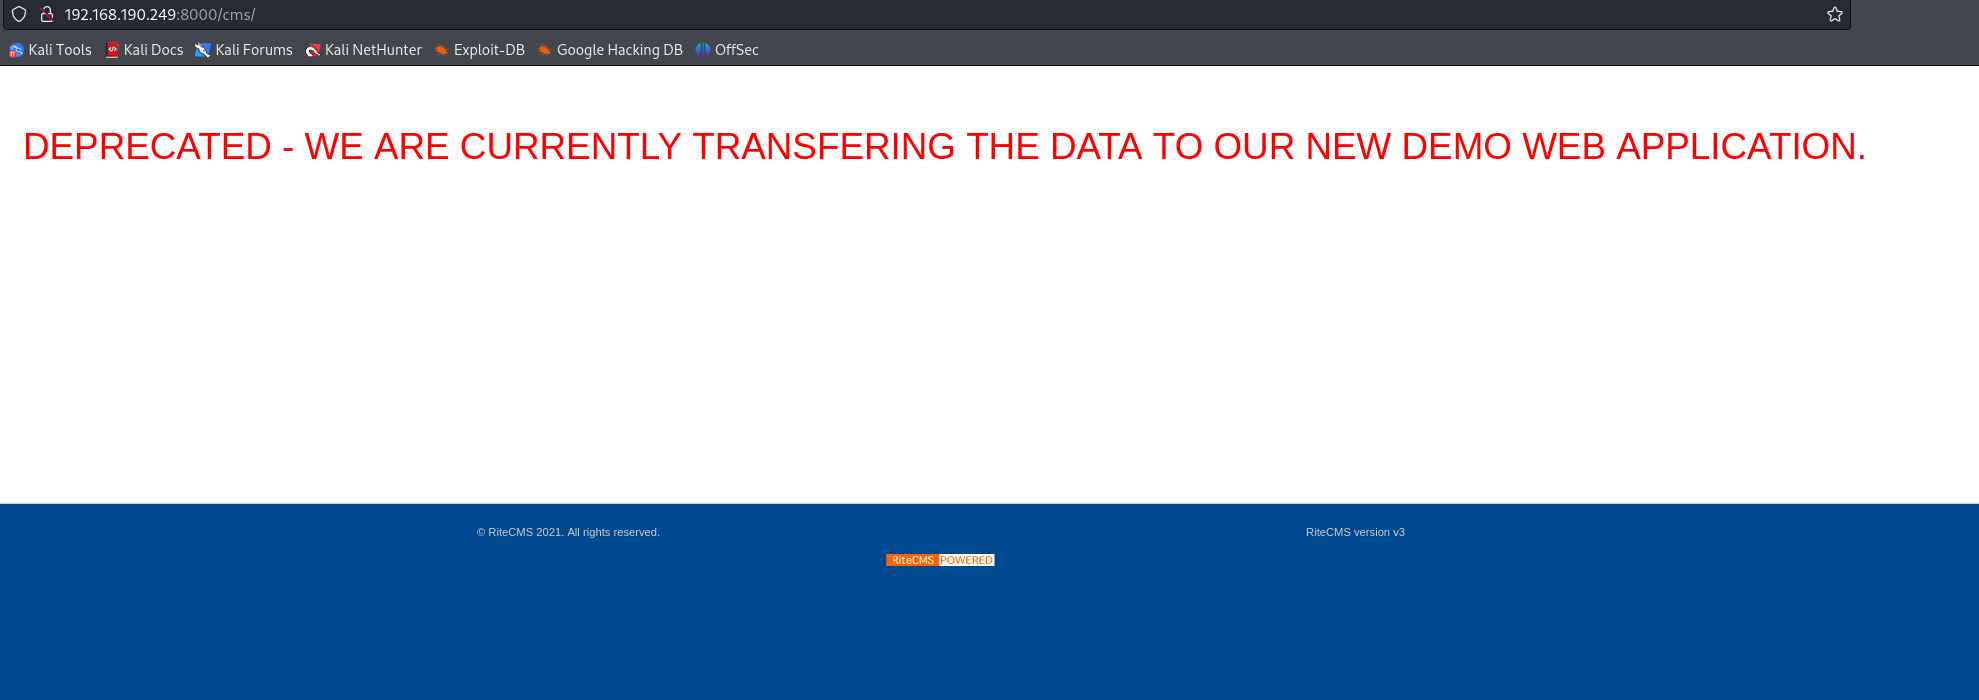 192.168.190.249:8000/cms/
Kali Tools Kali Docs Kali Forums Kali NetHunter Exploit-DB Google Hacking DB OffSec
DEPRECATED - WE ARE CURRENTLY TRANSFERING THE DATA TO OUR NEW DEMO WEB APPLICATION.
© RiteCMS 2021. All rights reserved. RiteCMS version v3
RiteCMS POWERED